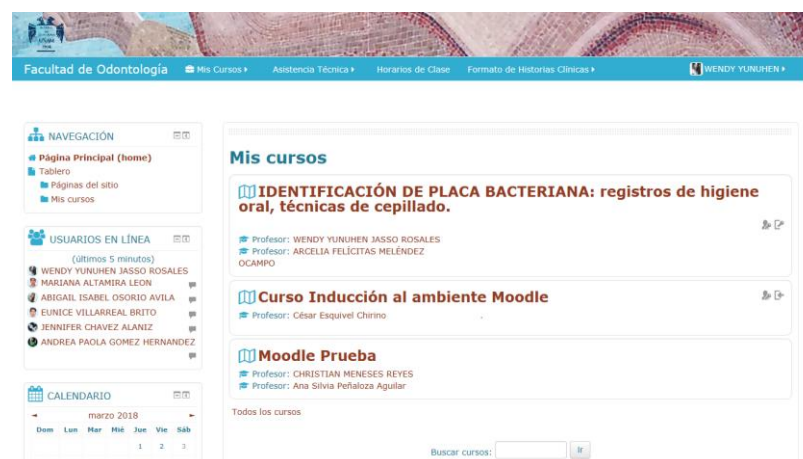 Facultad de Odontología
Mis Cursos
Asistencia Técnica
Horarios de Clase
Formato de Historias Clínicas
WENDY YUNUHEN
NAVEGACIÓN
Página Principal (home)
Tablero
Páginas del sitio
Mis cursos
USUARIOS EN LÍNEA
(últimos 5 minutos)
WENDY YUNUHEN JASSO ROSALES
MARIANA ALTAMIRA LEON
ABIGAIL ISABEL OSORIO AVILA
EUNICE VILLARREAL BRITO
JENNIFER CHAVEZ ALANIZ
ANDREA PAOLA GOMEZ HERNANDEZ
CALENDARIO
marzo 2018
Dom Lun Mar Mié Jue Vie Sáb
1 2 3
Mis cursos
IDENTIFICACIÓN DE PLACA BACTERIANA: registros de higiene
oral, técnicas de cepillado.
Profesor: WENDY YUNUHEN JASSO ROSALES
Profesor: ARCELIA FELÍCITAS MELÉNDEZ
OCAMPO
Curso Inducción al ambiente Moodle
Profesor: César Esquivel Chirino
Moodle Prueba
Profesor: CHRISTIAN MENESES REYES
Profesor: Ana Silvia Peñaloza Aguilar
Todos los cursos
Buscar cursos:
Ir